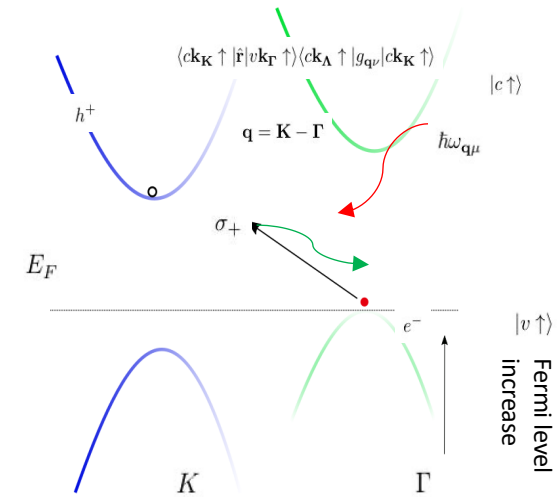 ⟨ck_K ↑ |r̂|vk_Γ ↑⟩⟨ck_Λ ↑ |g_qν|ck_K ↑⟩
|c ↑⟩
h⁺
q = K − Γ
ħω_qμ
σ₊
E_F
e⁻
|v ↑⟩
Fermi level
increase
K
Γ